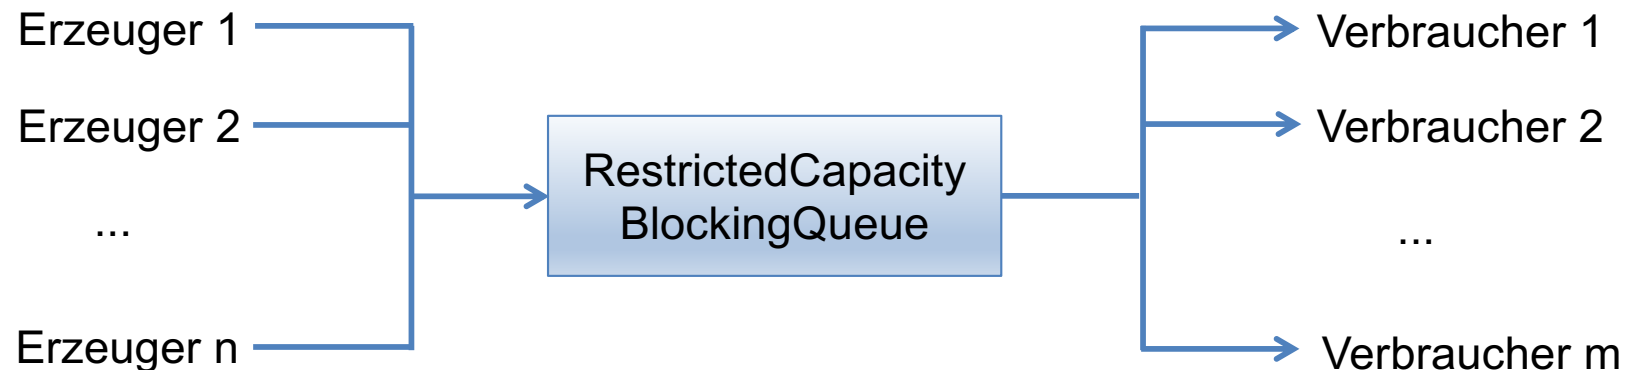 Erzeuger 1
Erzeuger 2
...
Erzeuger n
RestrictedCapacity
BlockingQueue
Verbraucher 1
Verbraucher 2
...
Verbraucher m